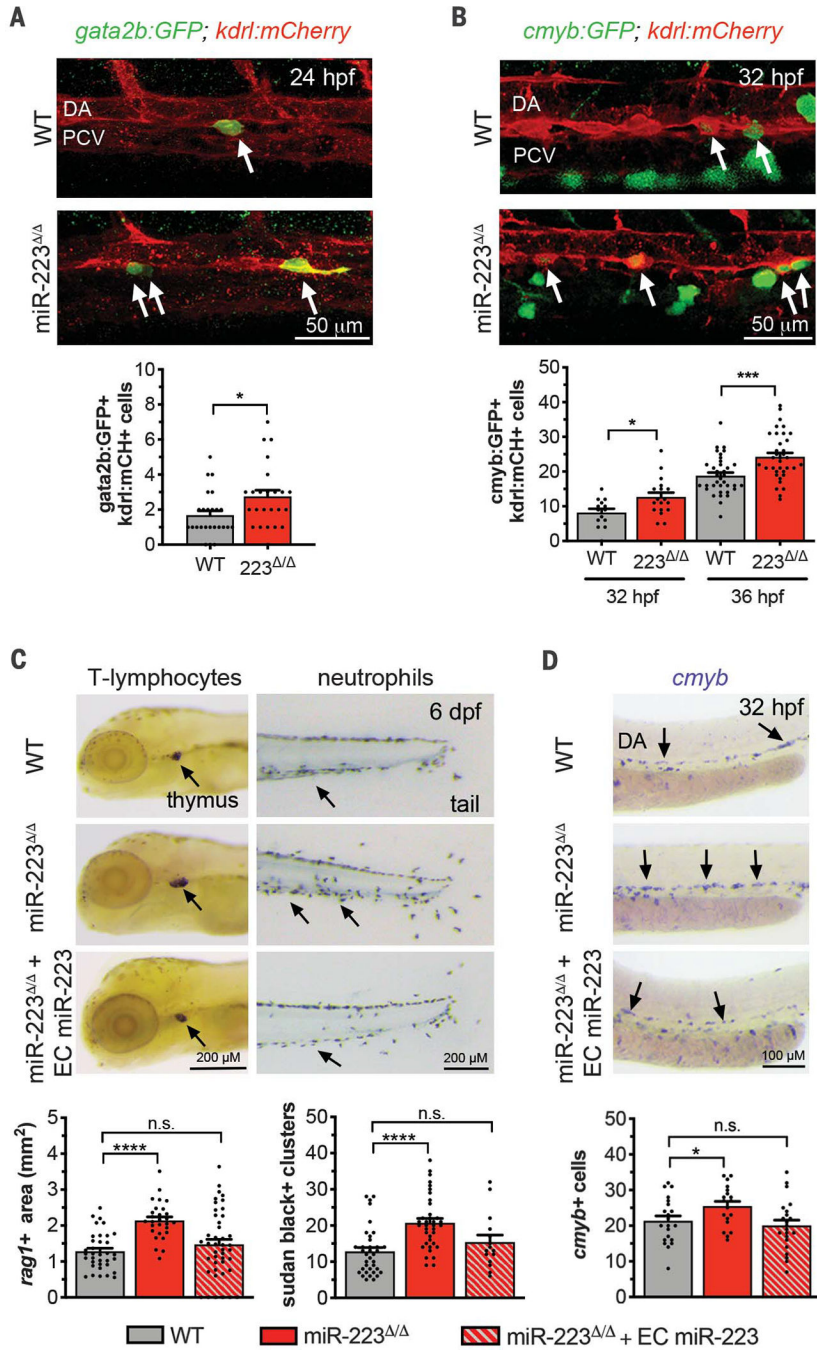 A
gata2b:GFP; kdrl:mCherry
24 hpf
DA
PCV
WT
miR-223Δ/Δ
50 μm
gata2b:GFP+
kdrl:mCH+ cells
10
8
6
4
2
0
*
WT
223Δ/Δ
B
cmyb:GFP; kdrl:mCherry
32 hpf
DA
PCV
WT
miR-223Δ/Δ
50 μm
cmyb:GFP+
kdrl:mCH+ cells
50
40
30
20
10
0
*
***
WT
223Δ/Δ
WT
223Δ/Δ
32 hpf
36 hpf
C
T-lymphocytes
neutrophils
6 dpf
WT
thymus
tail
miR-223Δ/Δ
miR-223Δ/Δ +
EC miR-223
200 μM
200 μM
rag1+ area (mm2)
5
4
3
2
1
0
n.s.
****
sudan black+ clusters
50
40
30
20
10
0
n.s.
****
D
cmyb
32 hpf
DA
WT
miR-223Δ/Δ
miR-223Δ/Δ +
EC miR-223
100 μM
cmyb+ cells
50
40
30
20
10
0
n.s.
*
WT
miR-223Δ/Δ
miR-223Δ/Δ + EC miR-223